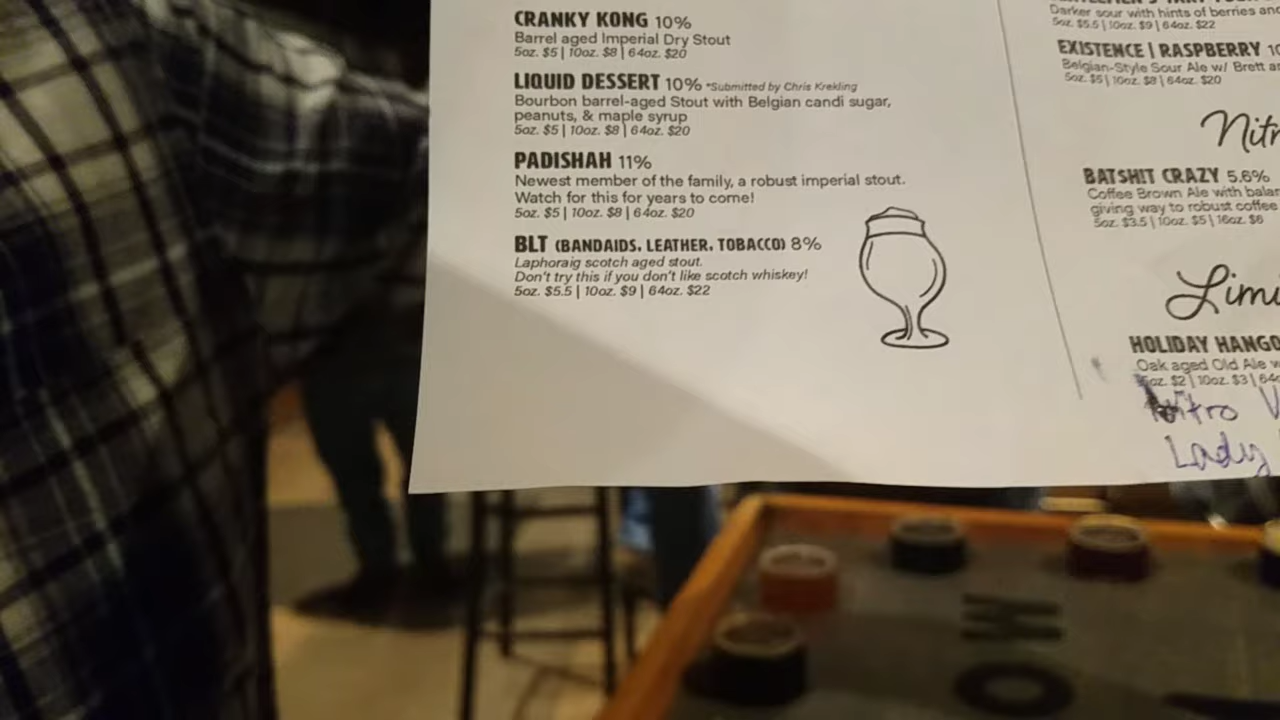 CRANKY KONG 10%
Barrel aged Imperial Dry Stout
5oz. $5 | 10oz. $8 | 64oz. $20
LIQUID DESSERT 10% *Submitted by Chris Krekling
Bourbon barrel-aged Stout with Belgian candi sugar,
peanuts, & maple syrup
5oz. $5 | 10oz. $8 | 64oz. $20
PADISHAH 11%
Newest member of the family, a robust imperial stout.
Watch for this for years to come!
5oz. $5 | 10oz. $8 | 64oz. $20
BLT (BANDAIDS, LEATHER, TOBACCO) 8%
Laphoraig scotch aged stout.
Don't try this if you don't like scotch whiskey!
5oz. $5.5 | 10oz. $9 | 64oz. $22
Darker sour with hints of berries and
5oz. $5.5 | 10oz. $9 | 64oz. $22
EXISTENCE | RASPBERRY 10
Belgian-Style Sour Ale w/ Brett
5oz. $5 | 10oz. $8 | 64oz. $20
Nitr
BATSHIT CRAZY 5.6%
Coffee Brown Ale with balan
giving way to robust coffee
5oz. $3.5 | 10oz. $5 | 16oz. $6
Limi
HOLIDAY HANGO
Oak aged Old Ale w
5oz. $2 | 10oz. $3 | 64o
Nitro V
Lady